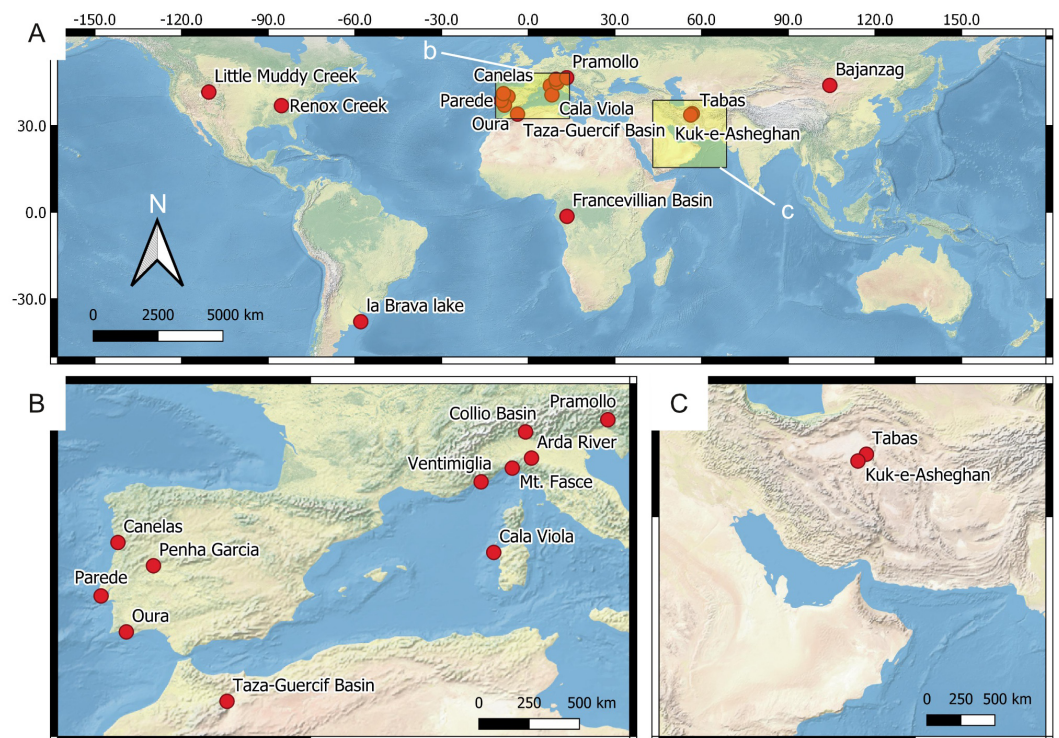 A
-90.0 -60.0 -30.0 0.0 30.0 60.0 90.0 120.0 150.0
b
Pramollo
Little Muddy Creek
Canelas
Bajanzag
Renox Creek
Parede
Cala Viola
Tabas
30.0
Oura
Taza-Guercif Basin
Kuk-e-Asheghan
N
Francevillian Basin
c
0.0
-30.0
la Brava lake
0 2500 5000 km
B
Pramollo
Collio Basin
Arda River
Ventimiglia
Mt. Fasce
Canelas
Penha Garcia
Cala Viola
Parede
Oura
Taza-Guercif Basin
0 250 500 km
C
Tabas
Kuk-e-Asheghan
0 250 500 km